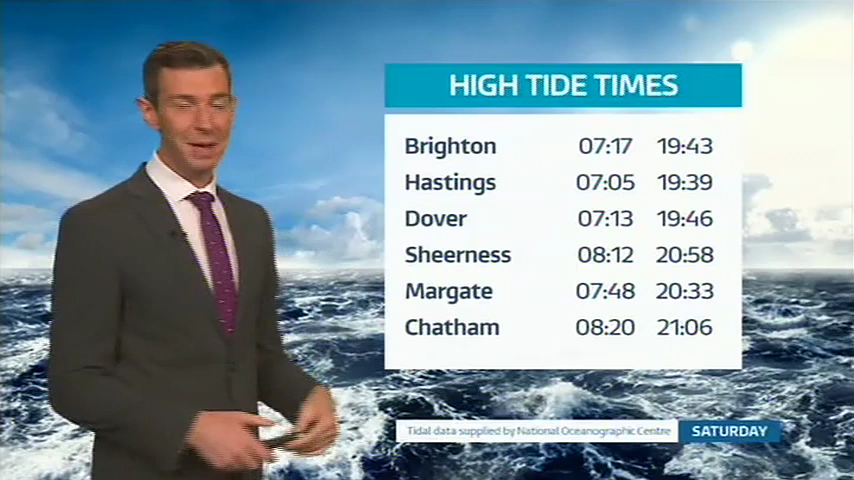 HIGH TIDE TIMES
Brighton 07:17 19:43
Hastings 07:05 19:39
Dover 07:13 19:46
Sheerness 08:12 20:58
Margate 07:48 20:33
Chatham 08:20 21:06
Tidal data supplied by National Oceanographic Centre SATURDAY